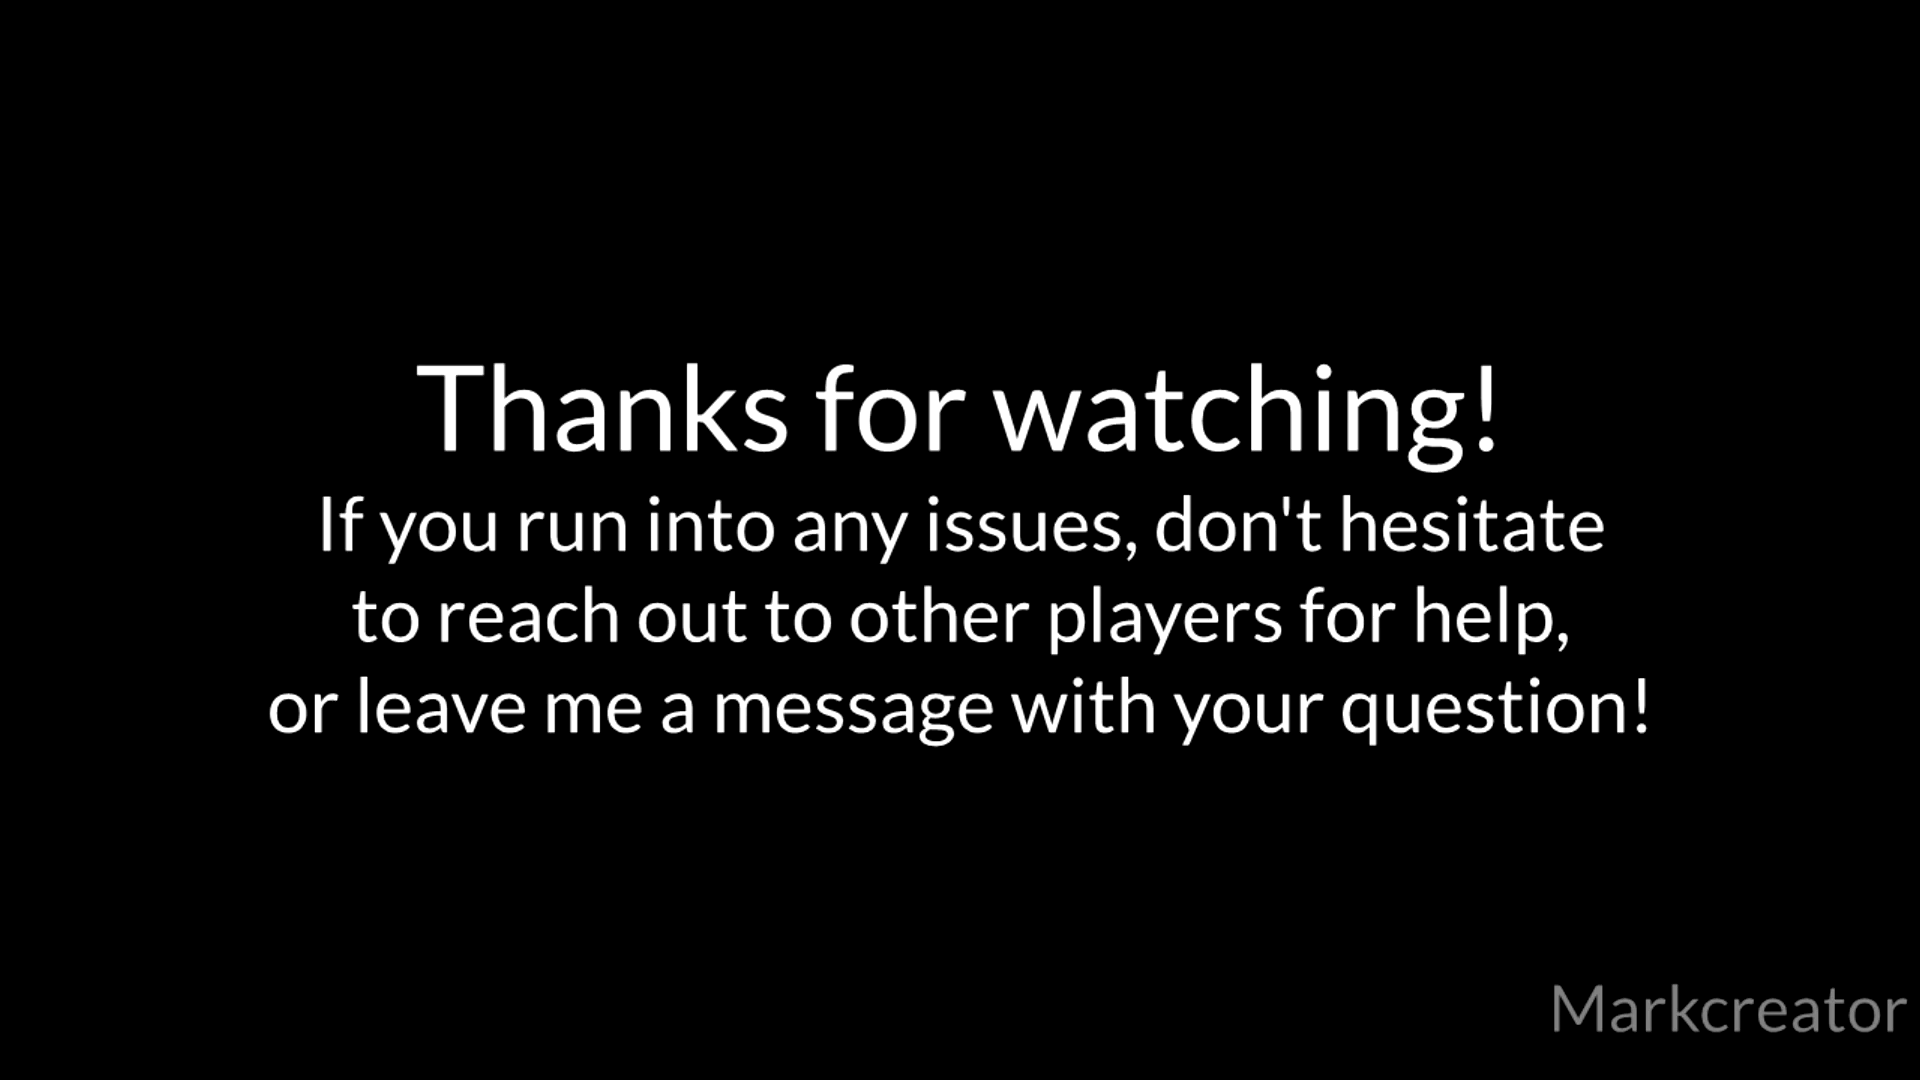 Thanks for watching!
If you run into any issues, don't hesitate
to reach out to other players for help,
or leave me a message with your question!
Markcreator